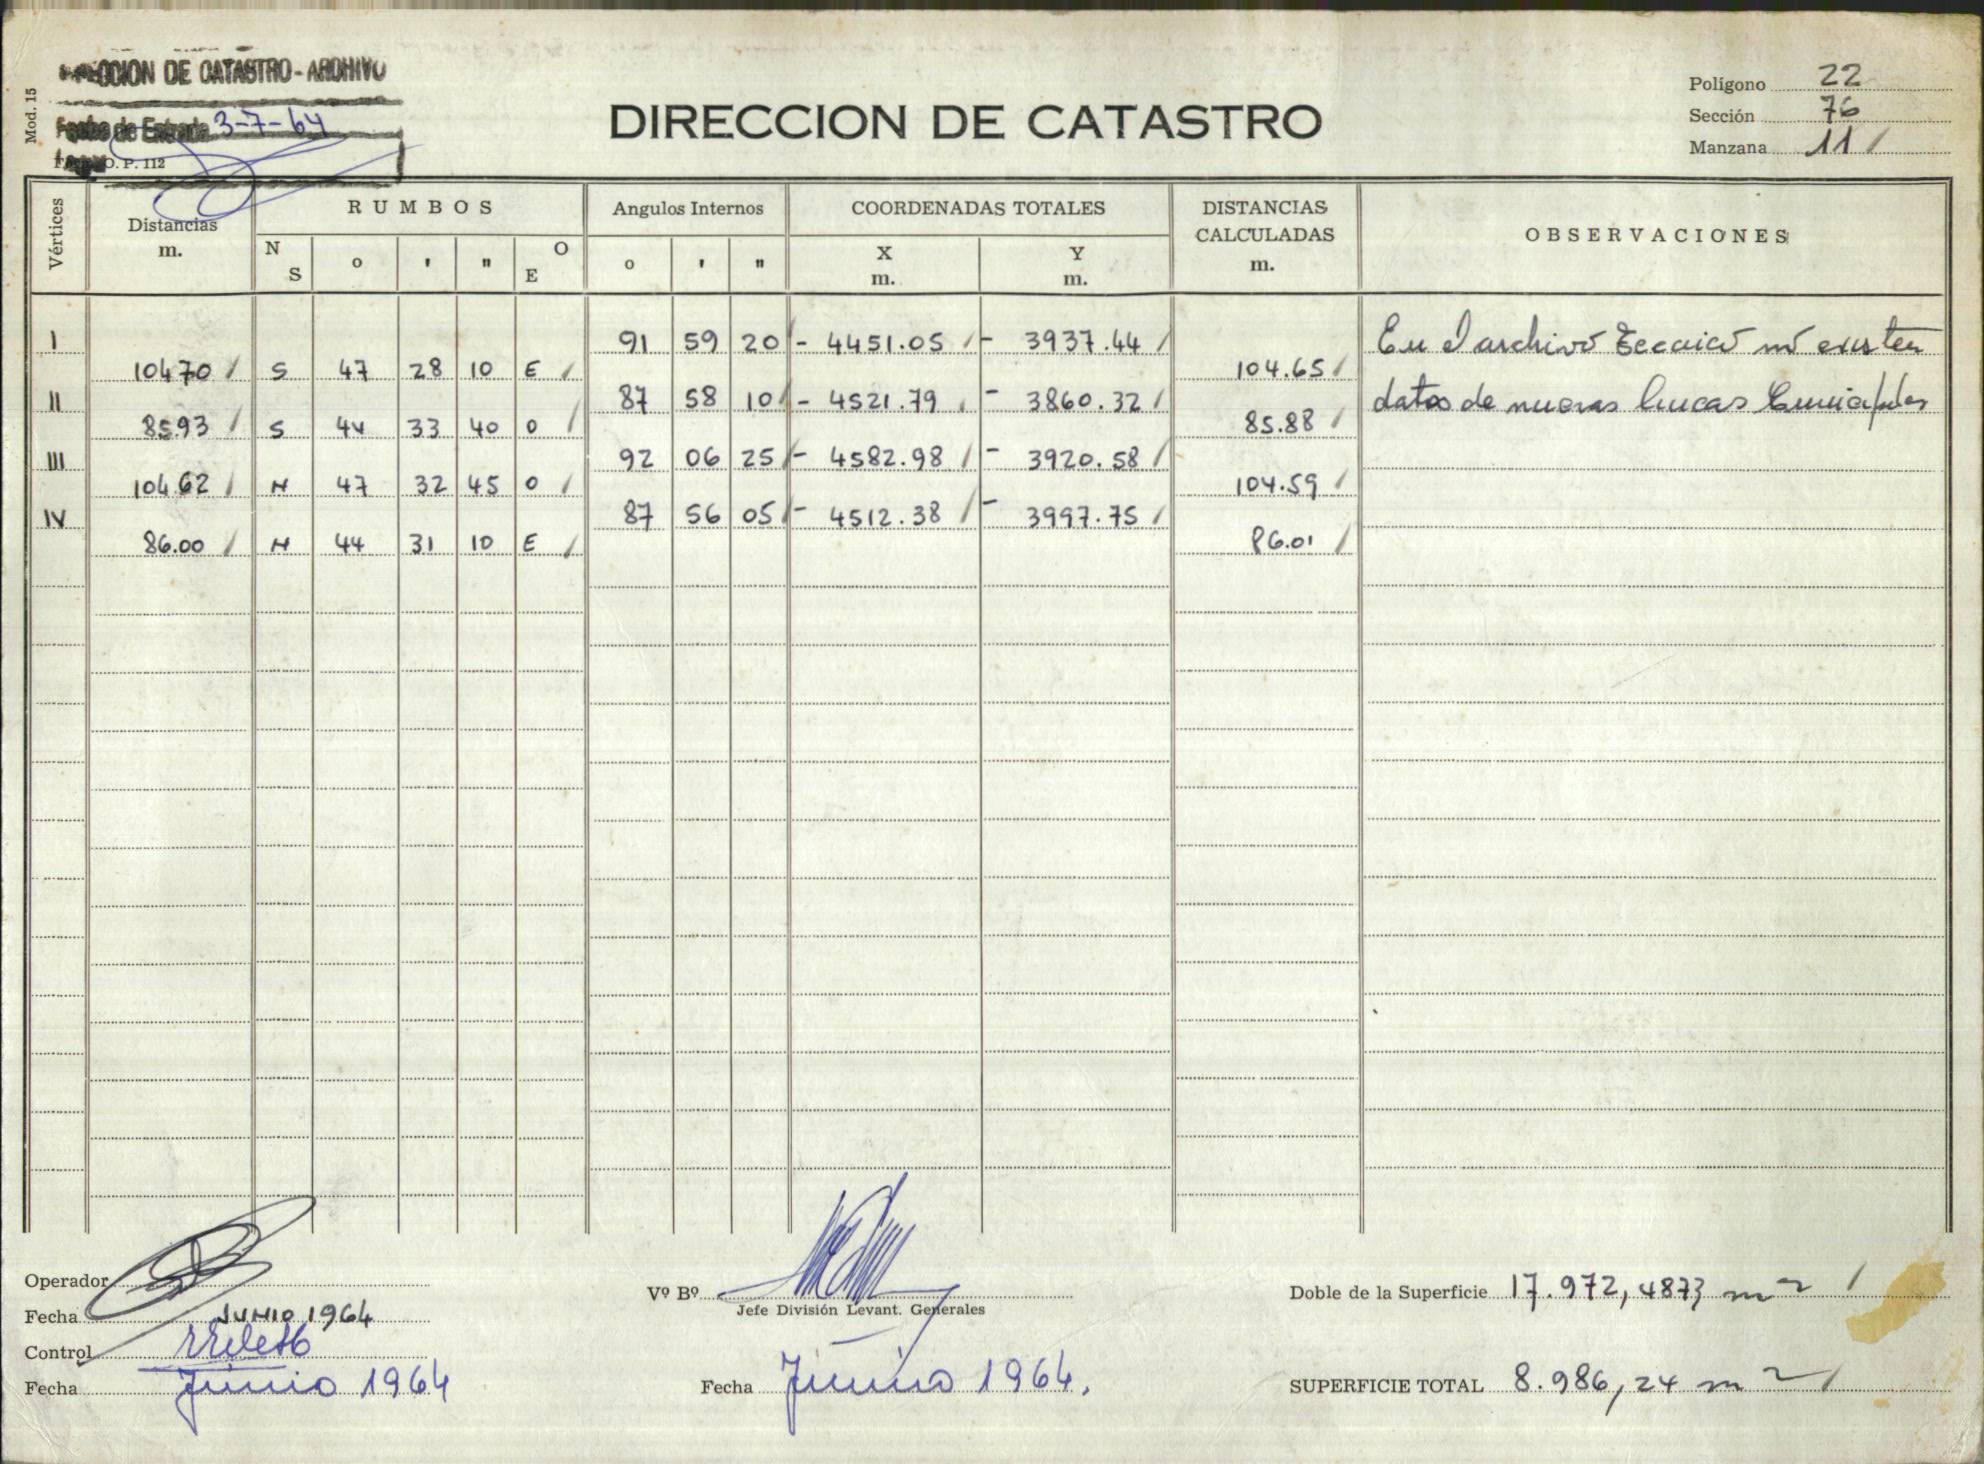 DIRECCION DE CATASTRO - ARCHIVO
Fecha de Entrada 3-7-64
O. P. 112
Mod. 15
DIRECCION DE CATASTRO
Polígono 22
Sección 76
Manzana 11 /
Vértices Distancias m. RUMBOS Angulos Internos COORDENADAS TOTALES DISTANCIAS CALCULADAS m. OBSERVACIONES
N S o ' " O E o ' " X m. Y m.
I 91 59 20 - 4451.05 / - 3937.44 / En el archivo tecnico no existen
104.70 / S 47 28 10 E / 104.65 /
II 87 58 10 - 4521.79 - 3860.32 / datos de nuevas lineas municipales
85.93 / S 44 33 40 O / 85.88 /
III 92 06 25 - 4582.98 / - 3920.58 /
104.62 / N 47 32 45 O / 104.59 /
IV 87 56 05 - 4512.38 / - 3997.75 /
86.00 / N 44 31 10 E / 86.01 /
Operador
Fecha JUNIO 1964
Control
Fecha Junio 1964
Vº Bº
Jefe División Levant. Generales
Fecha Junio 1964.
Doble de la Superficie 17.972,4873 m2 /
SUPERFICIE TOTAL 8.986,24 m2 /